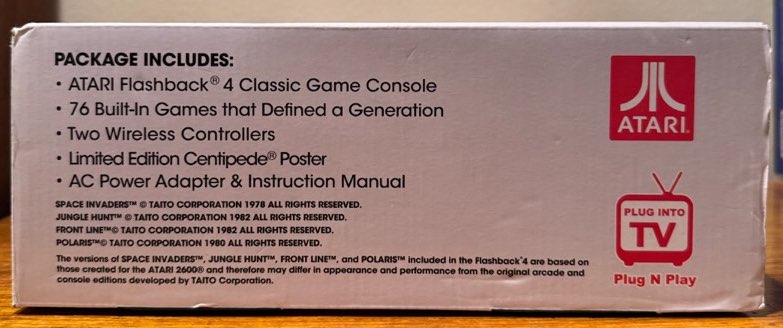 PACKAGE INCLUDES:
• ATARI Flashback® 4 Classic Game Console
• 76 Built-In Games that Defined a Generation
• Two Wireless Controllers
• Limited Edition Centipede® Poster
• AC Power Adapter & Instruction Manual
SPACE INVADERS™ © TAITO CORPORATION 1978 ALL RIGHTS RESERVED.
JUNGLE HUNT™ © TAITO CORPORATION 1982 ALL RIGHTS RESERVED.
FRONT LINE™© TAITO CORPORATION 1982 ALL RIGHTS RESERVED.
POLARIS™© TAITO CORPORATION 1980 ALL RIGHTS RESERVED.
The versions of SPACE INVADERS™, JUNGLE HUNT™, FRONT LINE™, and POLARIS™ included in the Flashback®4 are based on
those created for the ATARI 2600® and therefore may differ in appearance and performance from the original arcade and
console editions developed by TAITO Corporation.
ATARI®
PLUG INTO
TV
Plug N Play